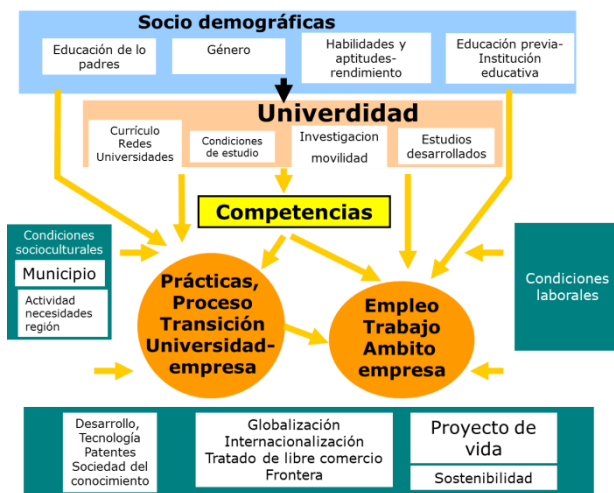 Socio demográficas
Educación de lo
padres
Género
Habilidades y
aptitudes-
rendimiento
Educación previa-
Institución
educativa
Univerdidad
Currículo
Redes
Universidades
Condiciones
de estudio
Investigacion
movilidad
Estudios
desarrollados
Competencias
Condiciones
socioculturales
Municipio
Actividad
necesidades
región
Prácticas,
Proceso
Transición
Universidad-
empresa
Empleo
Trabajo
Ambito
empresa
Condiciones
laborales
Desarrollo,
Tecnología
Patentes
Sociedad del
conocimiento
Globalización
Internacionalización
Tratado de libre comercio
Frontera
Proyecto de
vida
Sostenibilidad